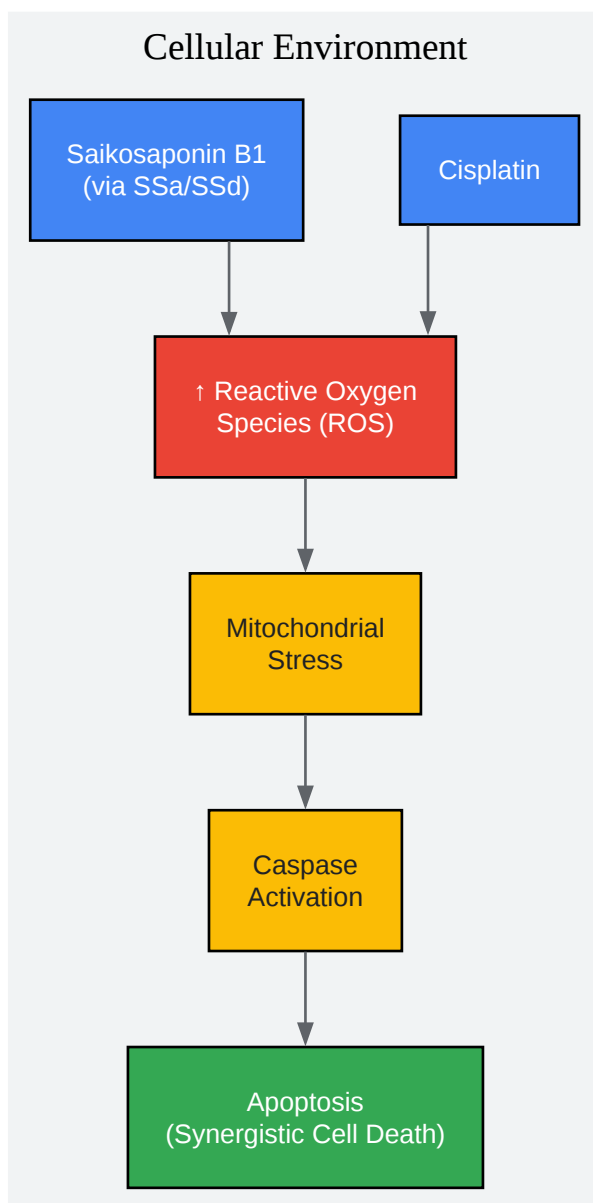 Cellular Environment
Saikosaponin B1
(via SSa/SSd)
Cisplatin
↑ Reactive Oxygen
Species (ROS)
Mitochondrial
Stress
Caspase
Activation
Apoptosis
(Synergistic Cell Death)